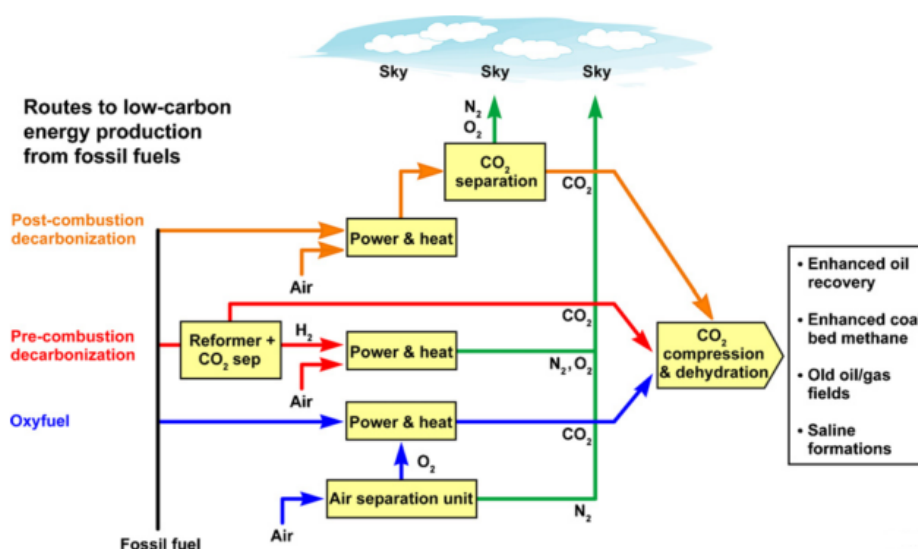 Sky
Sky
Sky
Routes to low-carbon
energy production
from fossil fuels
N₂
O₂
CO₂
separation
CO₂
Post-combustion
decarbonization
Power & heat
Air
• Enhanced oil
recovery
• Enhanced coa
bed methane
• Old oil/gas
fields
• Saline
formations
Pre-combustion
decarbonization
Reformer +
CO₂ sep
H₂
Power & heat
Air
CO₂
N₂, O₂
CO₂
compression
& dehydration
Oxyfuel
Power & heat
CO₂
O₂
Air separation unit
Air
N₂
Fossil fuel